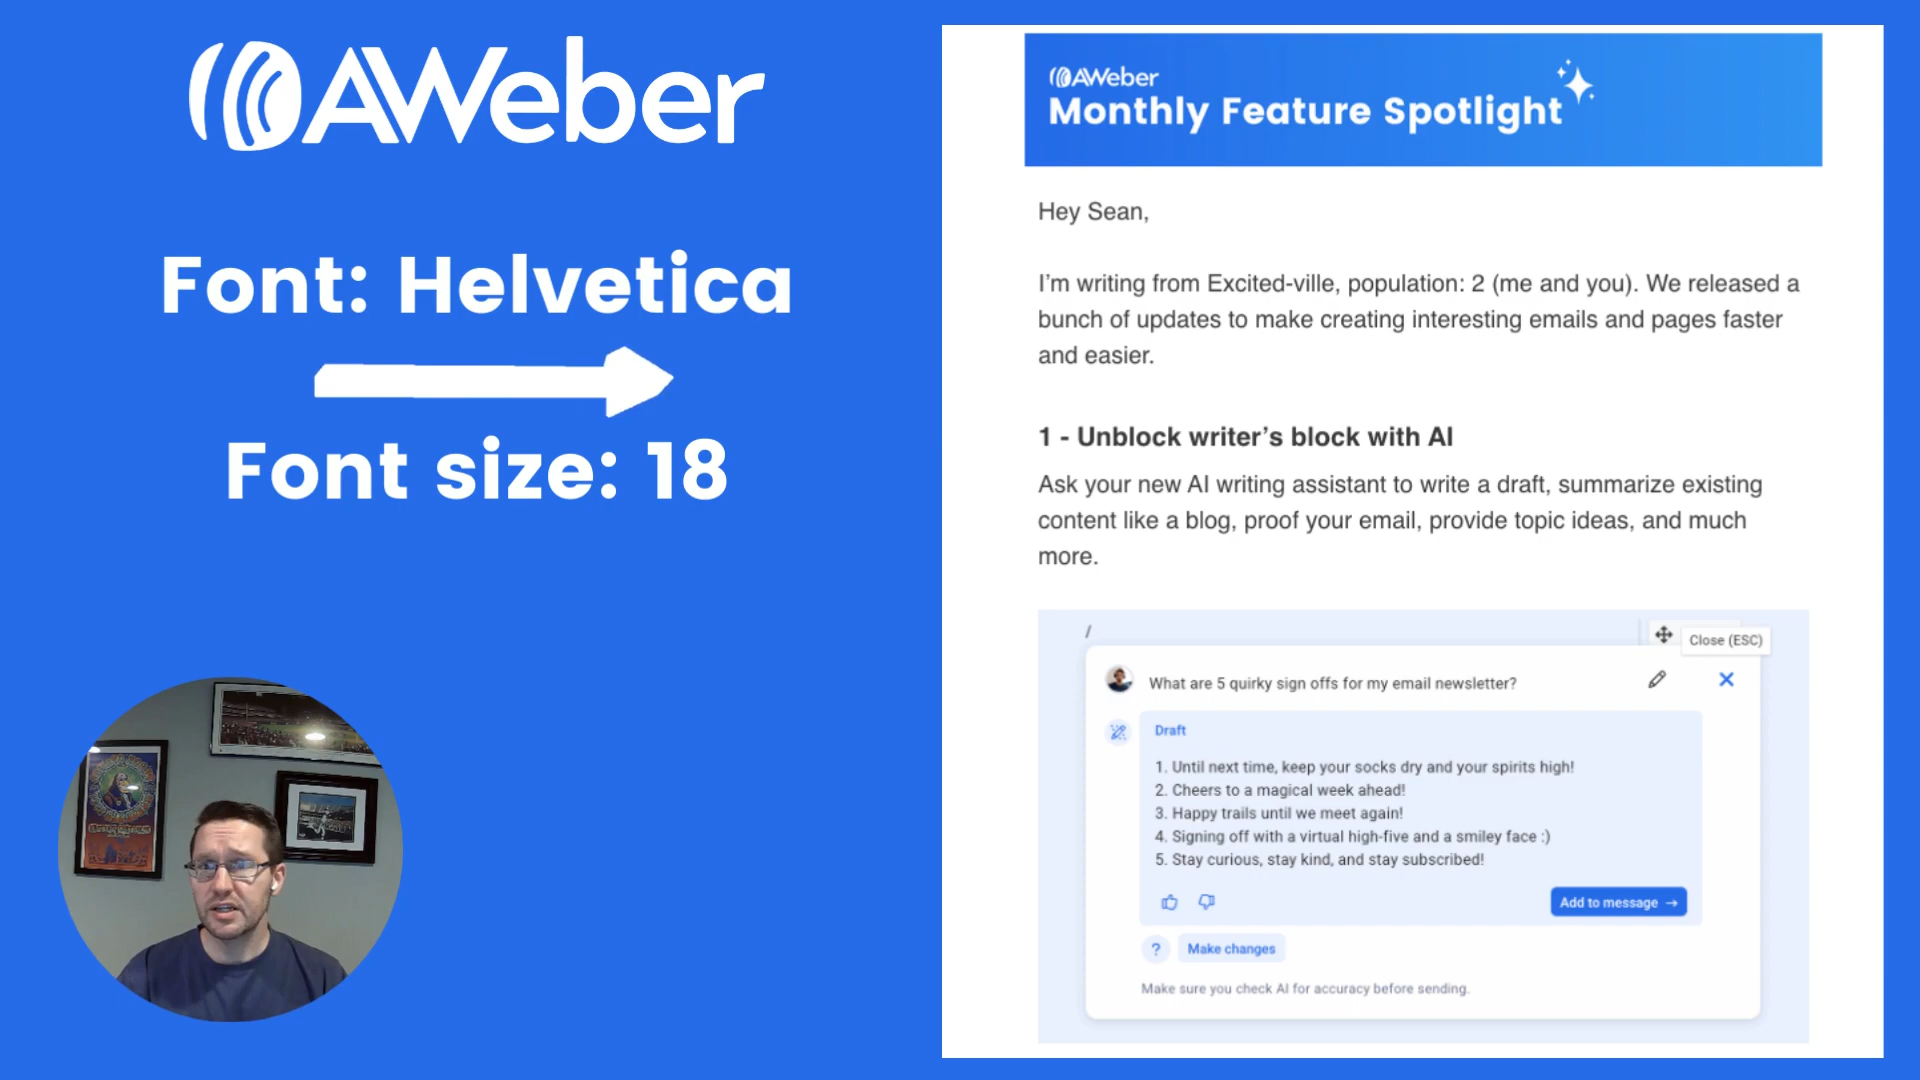 AWeber
Font: Helvetica
Font size: 18
AWeber
Monthly Feature Spotlight
Hey Sean,
I’m writing from Excited-ville, population: 2 (me and you). We released a
bunch of updates to make creating interesting emails and pages faster
and easier.
1 - Unblock writer’s block with AI
Ask your new AI writing assistant to write a draft, summarize existing
content like a blog, proof your email, provide topic ideas, and much
more.
/
Close (ESC)
What are 5 quirky sign offs for my email newsletter?
Draft
1. Until next time, keep your socks dry and your spirits high!
2. Cheers to a magical week ahead!
3. Happy trails until we meet again!
4. Signing off with a virtual high-five and a smiley face :)
5. Stay curious, stay kind, and stay subscribed!
Add to message →
? Make changes
Make sure you check AI for accuracy before sending.